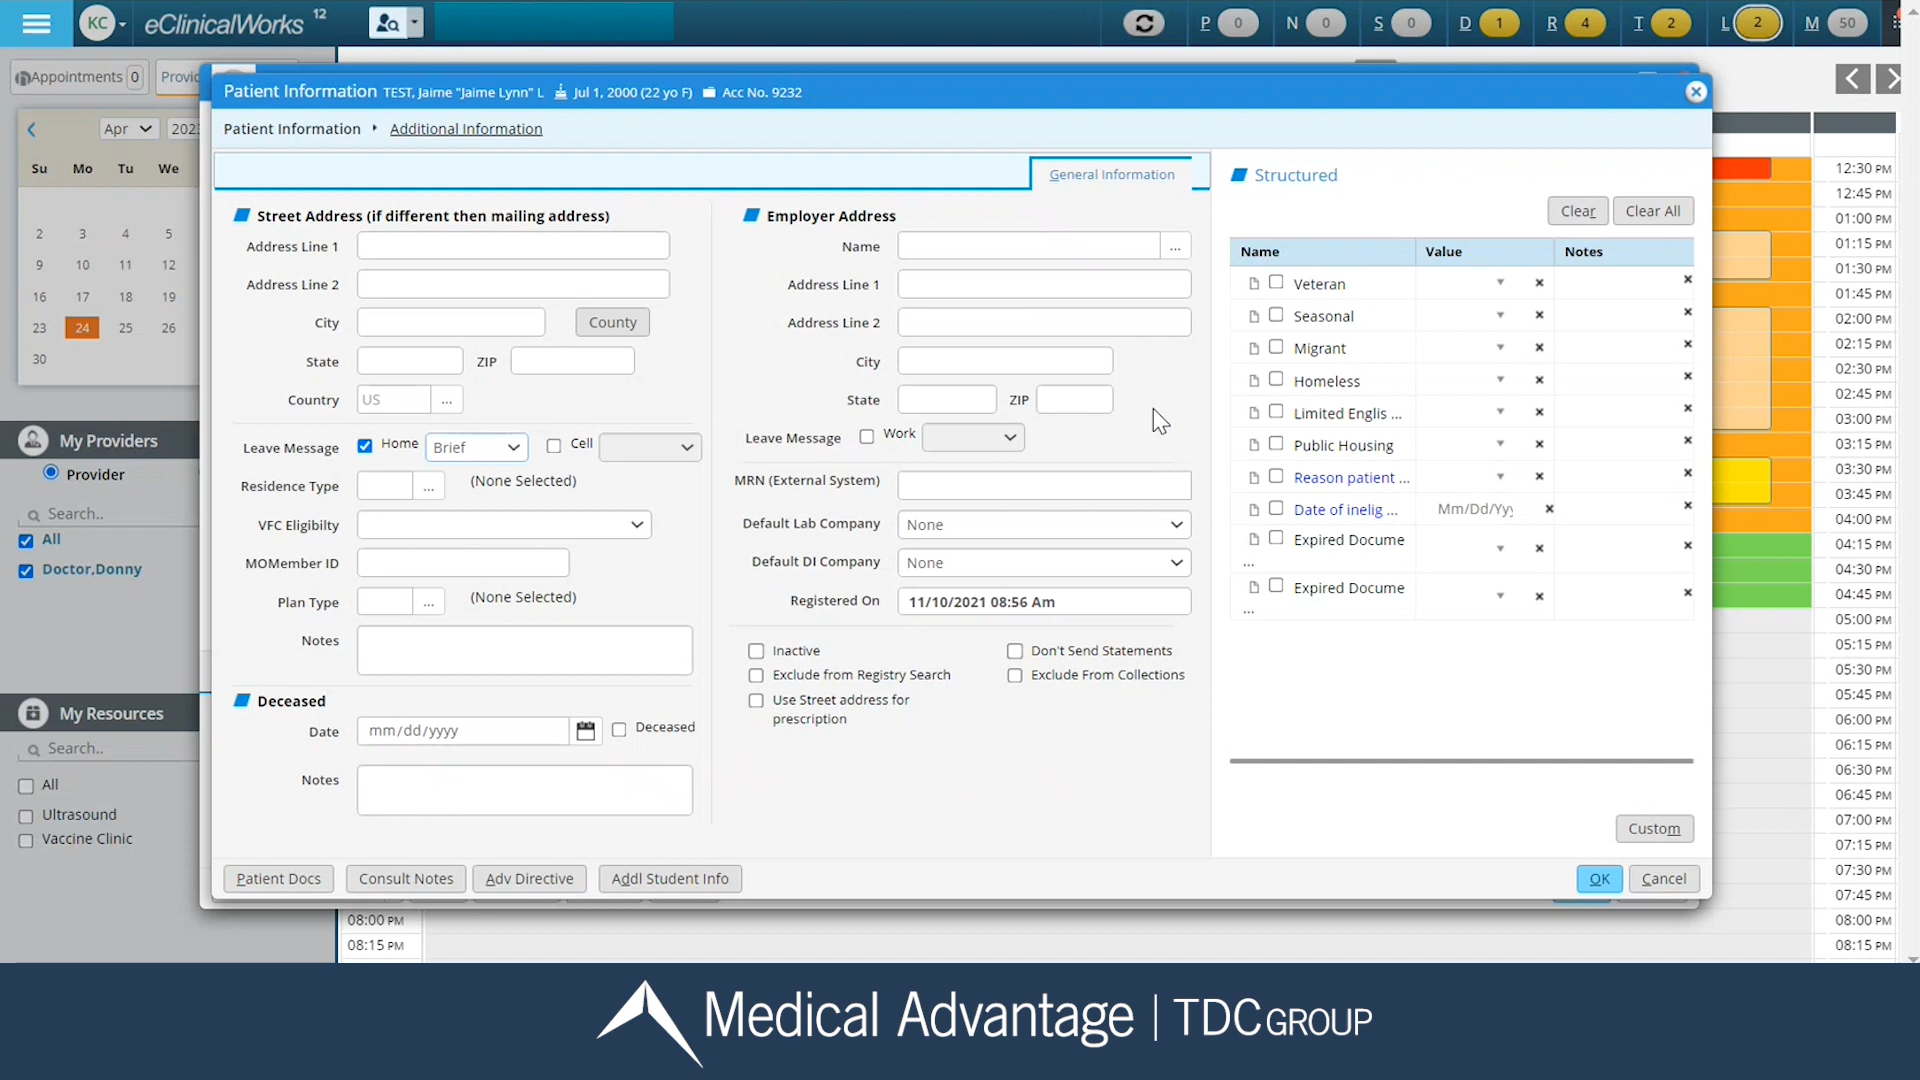 KC eClinicalWorks 12 P 0 N 0 S 0 D 1 R 4 T 2 L 2 M 50
Appointments 0
Patient Information TEST, Jaime "Jaime Lynn" L Jul 1, 2000 (22 yo F) Acc No. 9232
Patient Information Additional Information
General Information
Apr
Su Mo Tu We
2 3 4 5
9 10 11 12
16 17 18 19
23 24 25 26
30
My Providers
Provider
Search..
All
Doctor,Donny
My Resources
Search..
All
Ultrasound
Vaccine Clinic
Street Address (if different then mailing address)
Address Line 1
Address Line 2
City County
State ZIP
Country US ...
Leave Message Home Brief Cell
Residence Type ... (None Selected)
VFC Eligibilty
MOMember ID
Plan Type ... (None Selected)
Notes
Deceased
Date mm/dd/yyyy Deceased
Notes
Employer Address
Name ...
Address Line 1
Address Line 2
City
State ZIP
Leave Message Work
MRN (External System)
Default Lab Company None
Default DI Company None
Registered On 11/10/2021 08:56 Am
Inactive Don't Send Statements
Exclude from Registry Search Exclude From Collections
Use Street address for
prescription
Structured
Clear Clear All
Name Value Notes
Veteran
Seasonal
Migrant
Homeless
Limited Englis ...
Public Housing
Reason patient ...
Date of inelig ... Mm/Dd/Yy
Expired Docume
...
Expired Docume
...
Custom
Patient Docs Consult Notes Adv Directive Addl Student Info OK Cancel
08:00 PM
08:15 PM
12:30 PM
12:45 PM
01:00 PM
01:15 PM
01:30 PM
01:45 PM
02:00 PM
02:15 PM
02:30 PM
02:45 PM
03:00 PM
03:15 PM
03:30 PM
03:45 PM
04:00 PM
04:15 PM
04:30 PM
04:45 PM
05:00 PM
05:15 PM
05:30 PM
05:45 PM
06:00 PM
06:15 PM
06:30 PM
06:45 PM
07:00 PM
07:15 PM
07:30 PM
07:45 PM
08:00 PM
08:15 PM
Medical Advantage | TDC GROUP